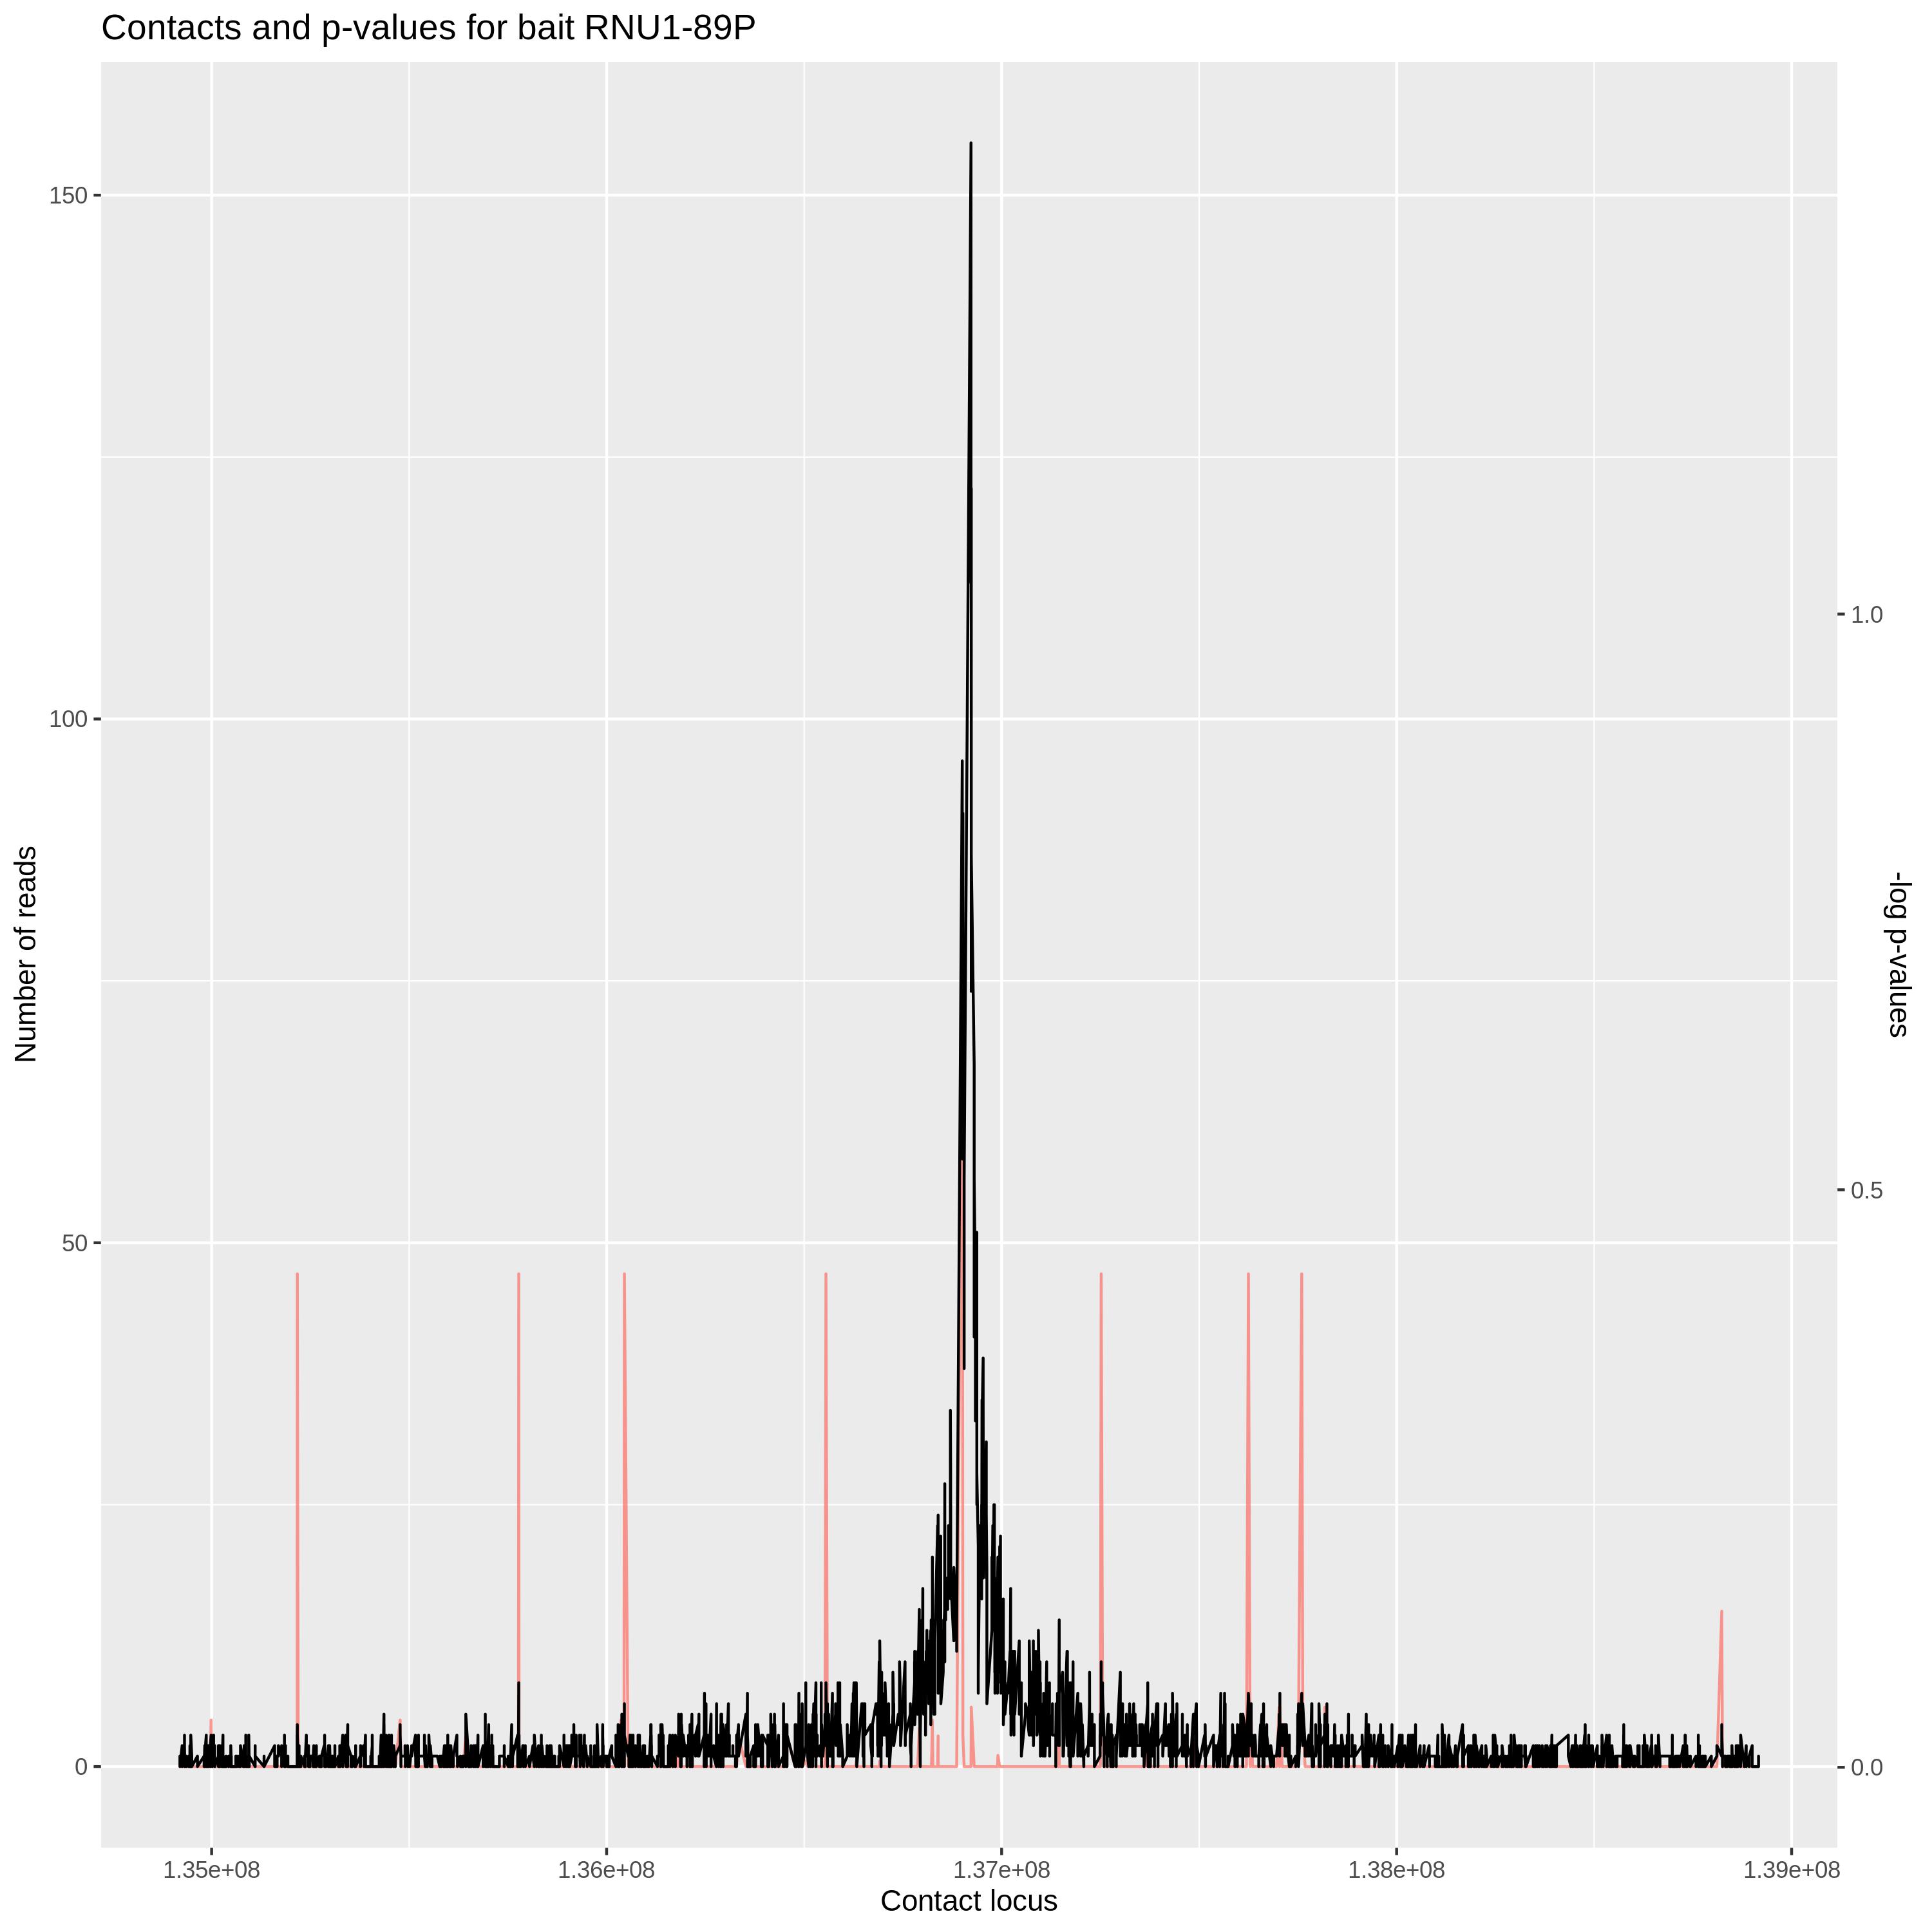 Contacts and p-values for bait RNU1-89P
150
100
50
0
Number of reads
1.0
0.5
0.0
-log p-values
1.35e+08
1.36e+08
1.37e+08
1.38e+08
1.39e+08
Contact locus